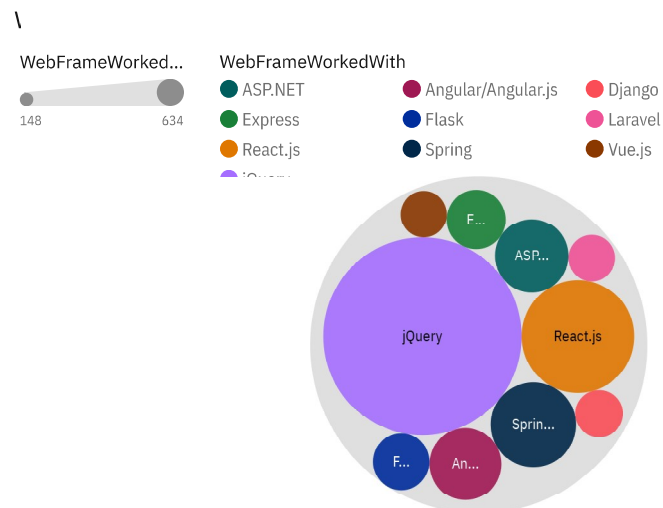 \
WebFrameWorked...
148 634
WebFrameWorkedWith
ASP.NET Angular/Angular.js Django
Express Flask Laravel
React.js Spring Vue.js
jQuery
E...
ASP...
jQuery
React.js
Sprin...
F...
An...